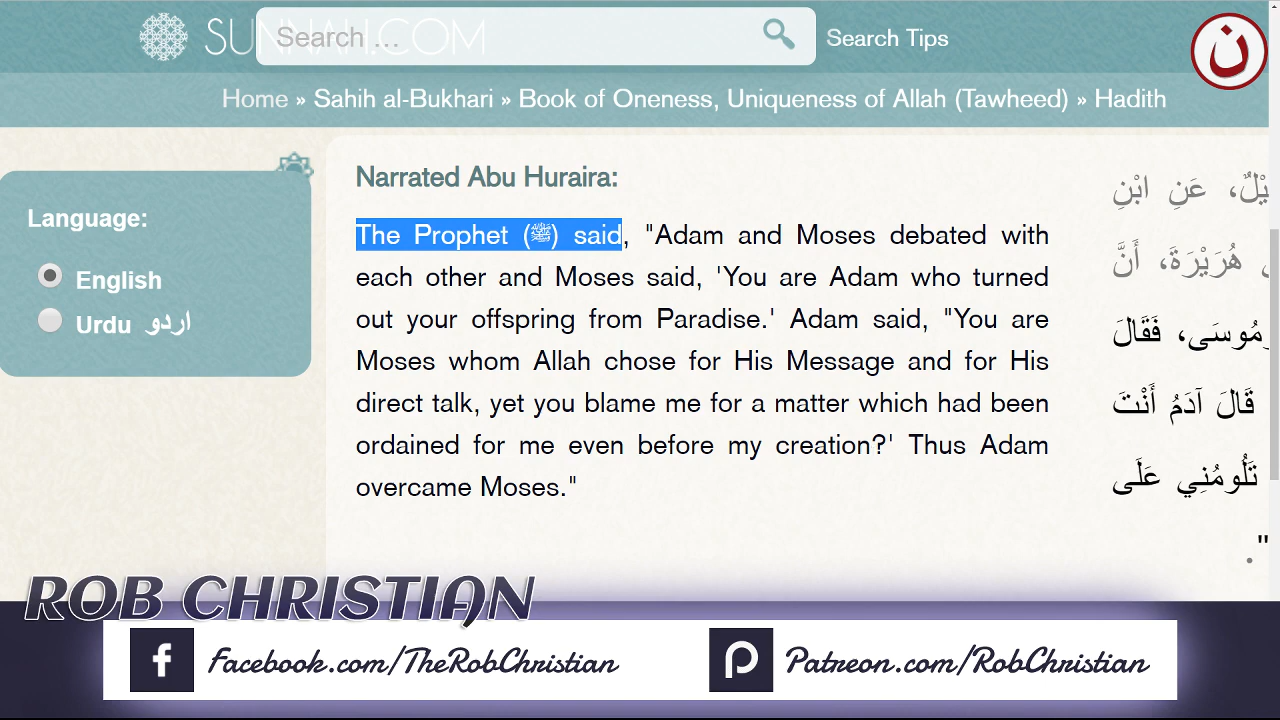 SUNNAH.COM
Search ...
Search Tips
ن
Home » Sahih al-Bukhari » Book of Oneness, Uniqueness of Allah (Tawheed) » Hadith
Language:
English
Urdu اردو
Narrated Abu Huraira:
The Prophet (ﷺ) said, "Adam and Moses debated with
each other and Moses said, 'You are Adam who turned
out your offspring from Paradise.' Adam said, "You are
Moses whom Allah chose for His Message and for His
direct talk, yet you blame me for a matter which had been
ordained for me even before my creation?' Thus Adam
overcame Moses."
عَنِ ابْنِ
هُرَيْرَةَ، أَنَّ
مُوسَى، فَقَالَ
قَالَ آدَمُ أَنْتَ
تَلُومُنِي عَلَى
" .
ROB CHRISTIAN
f Facebook.com/TheRobChristian
Patreon.com/RobChristian